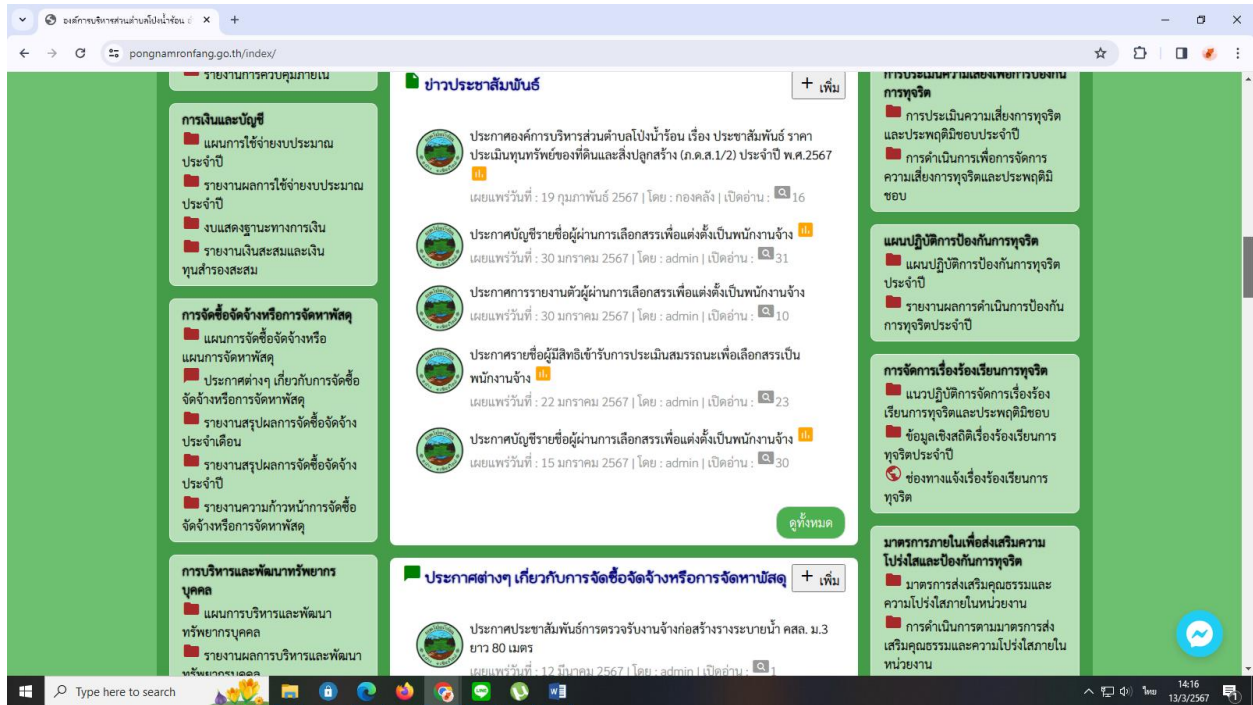 องค์การบริหารส่วนตำบลโป่งน้ำร้อน อ
pongnamronfang.go.th/index/
รายงานการควบคุมภายใน
การเงินและบัญชี
แผนการใช้จ่ายงบประมาณ
ประจำปี
รายงานผลการใช้จ่ายงบประมาณ
ประจำปี
งบแสดงฐานะทางการเงิน
รายงานเงินสะสมและเงิน
ทุนสำรองสะสม
การจัดซื้อจัดจ้างหรือการจัดหาพัสดุ
แผนการจัดซื้อจัดจ้างหรือ
แผนการจัดหาพัสดุ
ประกาศต่างๆ เกี่ยวกับการจัดซื้อ
จัดจ้างหรือการจัดหาพัสดุ
รายงานสรุปผลการจัดซื้อจัดจ้าง
ประจำเดือน
รายงานสรุปผลการจัดซื้อจัดจ้าง
ประจำปี
รายงานความก้าวหน้าการจัดซื้อ
จัดจ้างหรือการจัดหาพัสดุ
การบริหารและพัฒนาทรัพยากร
บุคคล
แผนการบริหารและพัฒนา
ทรัพยากรบุคคล
รายงานผลการบริหารและพัฒนา
ทรัพยากรบุคคล
ข่าวประชาสัมพันธ์
+ เพิ่ม
ประกาศองค์การบริหารส่วนตำบลโป่งน้ำร้อน เรื่อง ประชาสัมพันธ์ ราคา
ประเมินทุนทรัพย์ของที่ดินและสิ่งปลูกสร้าง (ภ.ด.ส.1/2) ประจำปี พ.ศ.2567
เผยแพร่วันที่ : 19 กุมภาพันธ์ 2567 | โดย : กองคลัง | เปิดอ่าน : 16
ประกาศบัญชีรายชื่อผู้ผ่านการเลือกสรรเพื่อแต่งตั้งเป็นพนักงานจ้าง
เผยแพร่วันที่ : 30 มกราคม 2567 | โดย : admin | เปิดอ่าน : 31
ประกาศการรายงานตัวผู้ผ่านการเลือกสรรเพื่อแต่งตั้งเป็นพนักงานจ้าง
เผยแพร่วันที่ : 30 มกราคม 2567 | โดย : admin | เปิดอ่าน : 10
ประกาศรายชื่อผู้มีสิทธิเข้ารับการประเมินสมรรถนะเพื่อเลือกสรรเป็น
พนักงานจ้าง
เผยแพร่วันที่ : 22 มกราคม 2567 | โดย : admin | เปิดอ่าน : 23
ประกาศบัญชีรายชื่อผู้ผ่านการเลือกสรรเพื่อแต่งตั้งเป็นพนักงานจ้าง
เผยแพร่วันที่ : 15 มกราคม 2567 | โดย : admin | เปิดอ่าน : 30
ดูทั้งหมด
ประกาศต่างๆ เกี่ยวกับการจัดซื้อจัดจ้างหรือการจัดหาพัสดุ
+ เพิ่ม
ประกาศประชาสัมพันธ์การตรวจรับงานจ้างก่อสร้างรางระบายน้ำ คสล. ม.3
ยาว 80 เมตร
เผยแพร่วันที่ : 12 มีนาคม 2567 | โดย : admin | เปิดอ่าน : 1
การประเมินความเสี่ยงเพื่อการป้องกัน
การทุจริต
การประเมินความเสี่ยงการทุจริต
และประพฤติมิชอบประจำปี
การดำเนินการเพื่อการจัดการ
ความเสี่ยงการทุจริตและประพฤติมิ
ชอบ
แผนปฏิบัติการป้องกันการทุจริต
แผนปฏิบัติการป้องกันการทุจริต
ประจำปี
รายงานผลการดำเนินการป้องกัน
การทุจริตประจำปี
การจัดการเรื่องร้องเรียนการทุจริต
แนวปฏิบัติการจัดการเรื่องร้อง
เรียนการทุจริตและประพฤติมิชอบ
ข้อมูลเชิงสถิติเรื่องร้องเรียนการ
ทุจริตประจำปี
ช่องทางแจ้งเรื่องร้องเรียนการ
ทุจริต
มาตรการภายในเพื่อส่งเสริมความ
โปร่งใสและป้องกันการทุจริต
มาตรการส่งเสริมคุณธรรมและ
ความโปร่งใสภายในหน่วยงาน
การดำเนินการตามมาตรการส่ง
เสริมคุณธรรมและความโปร่งใสภายใน
หน่วยงาน
Type here to search
ไทย
14:16
13/3/2567